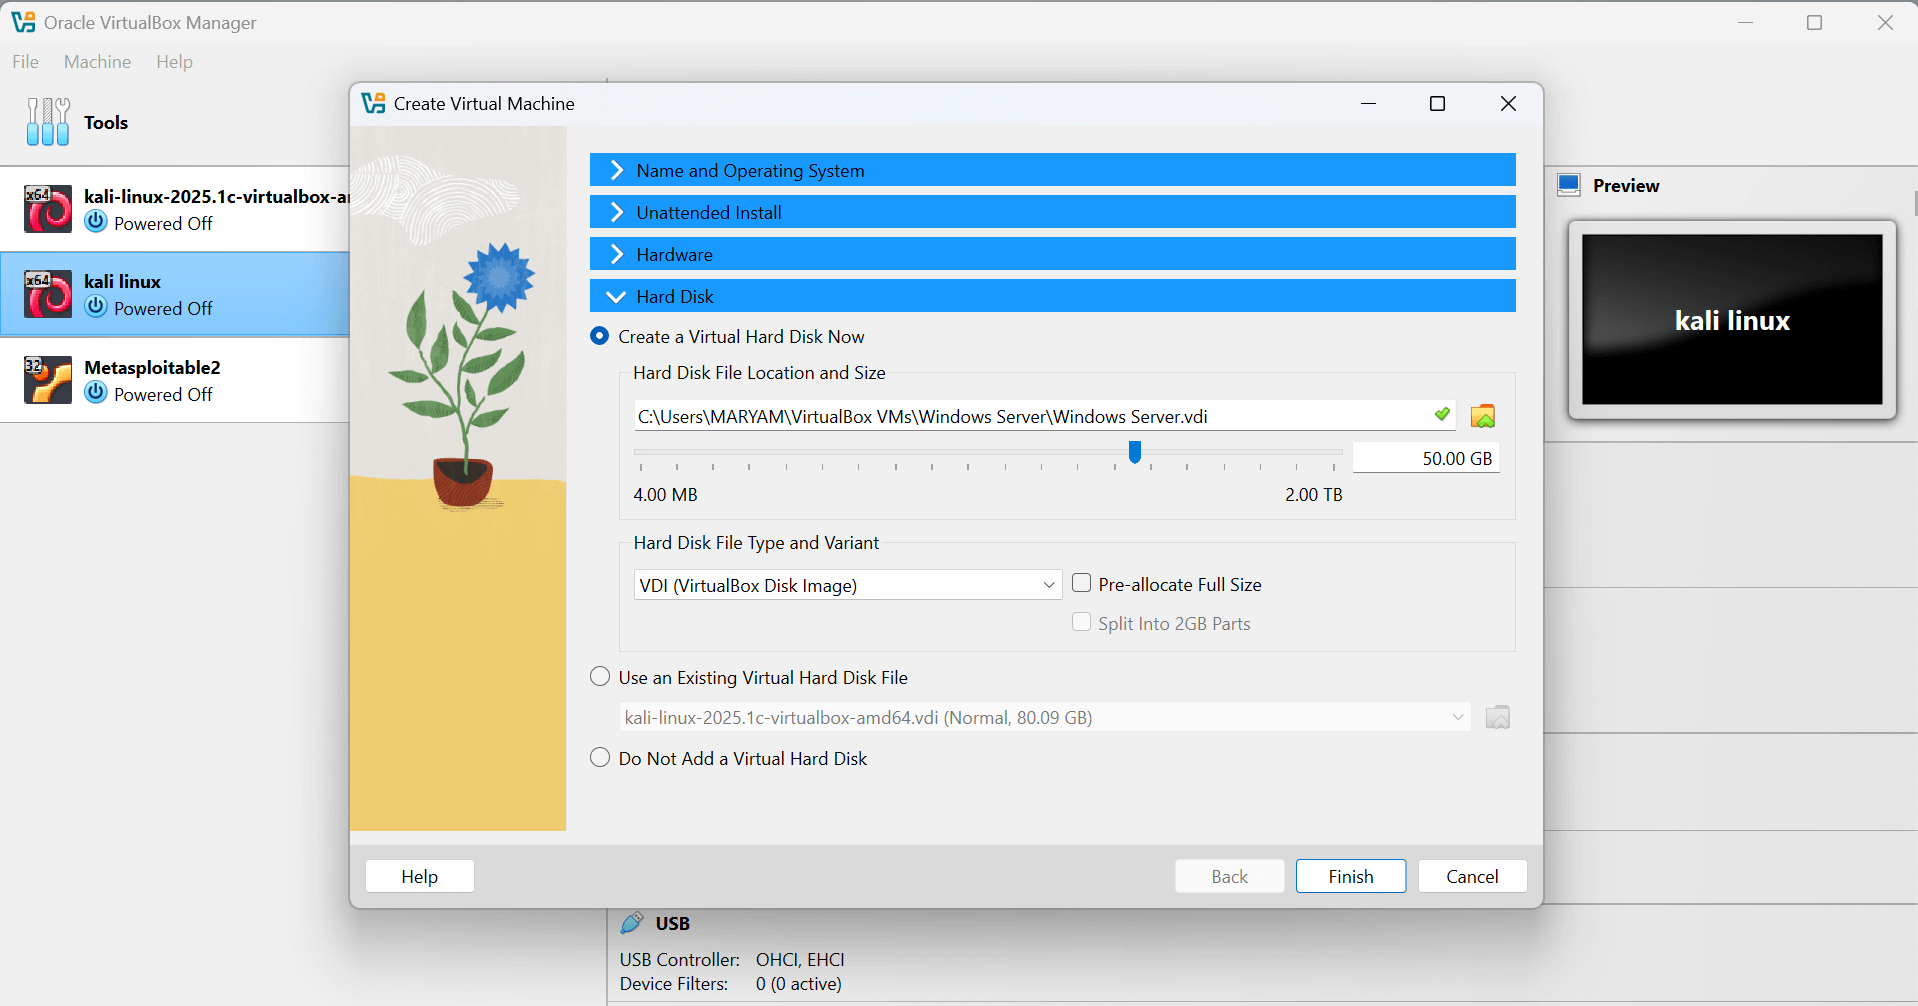 Oracle VirtualBox Manager
File Machine Help
Tools
x64
kali-linux-2025.1c-virtualbox-a
Powered Off
x64
kali linux
Powered Off
32
Metasploitable2
Powered Off
Create Virtual Machine
Name and Operating System
Unattended Install
Hardware
Hard Disk
Create a Virtual Hard Disk Now
Hard Disk File Location and Size
C:\Users\MARYAM\VirtualBox VMs\Windows Server\Windows Server.vdi
50.00 GB
4.00 MB 2.00 TB
Hard Disk File Type and Variant
VDI (VirtualBox Disk Image) Pre-allocate Full Size
Split Into 2GB Parts
Use an Existing Virtual Hard Disk File
kali-linux-2025.1c-virtualbox-amd64.vdi (Normal, 80.09 GB)
Do Not Add a Virtual Hard Disk
Help Back Finish Cancel
Preview
kali linux
USB
USB Controller: OHCI, EHCI
Device Filters: 0 (0 active)